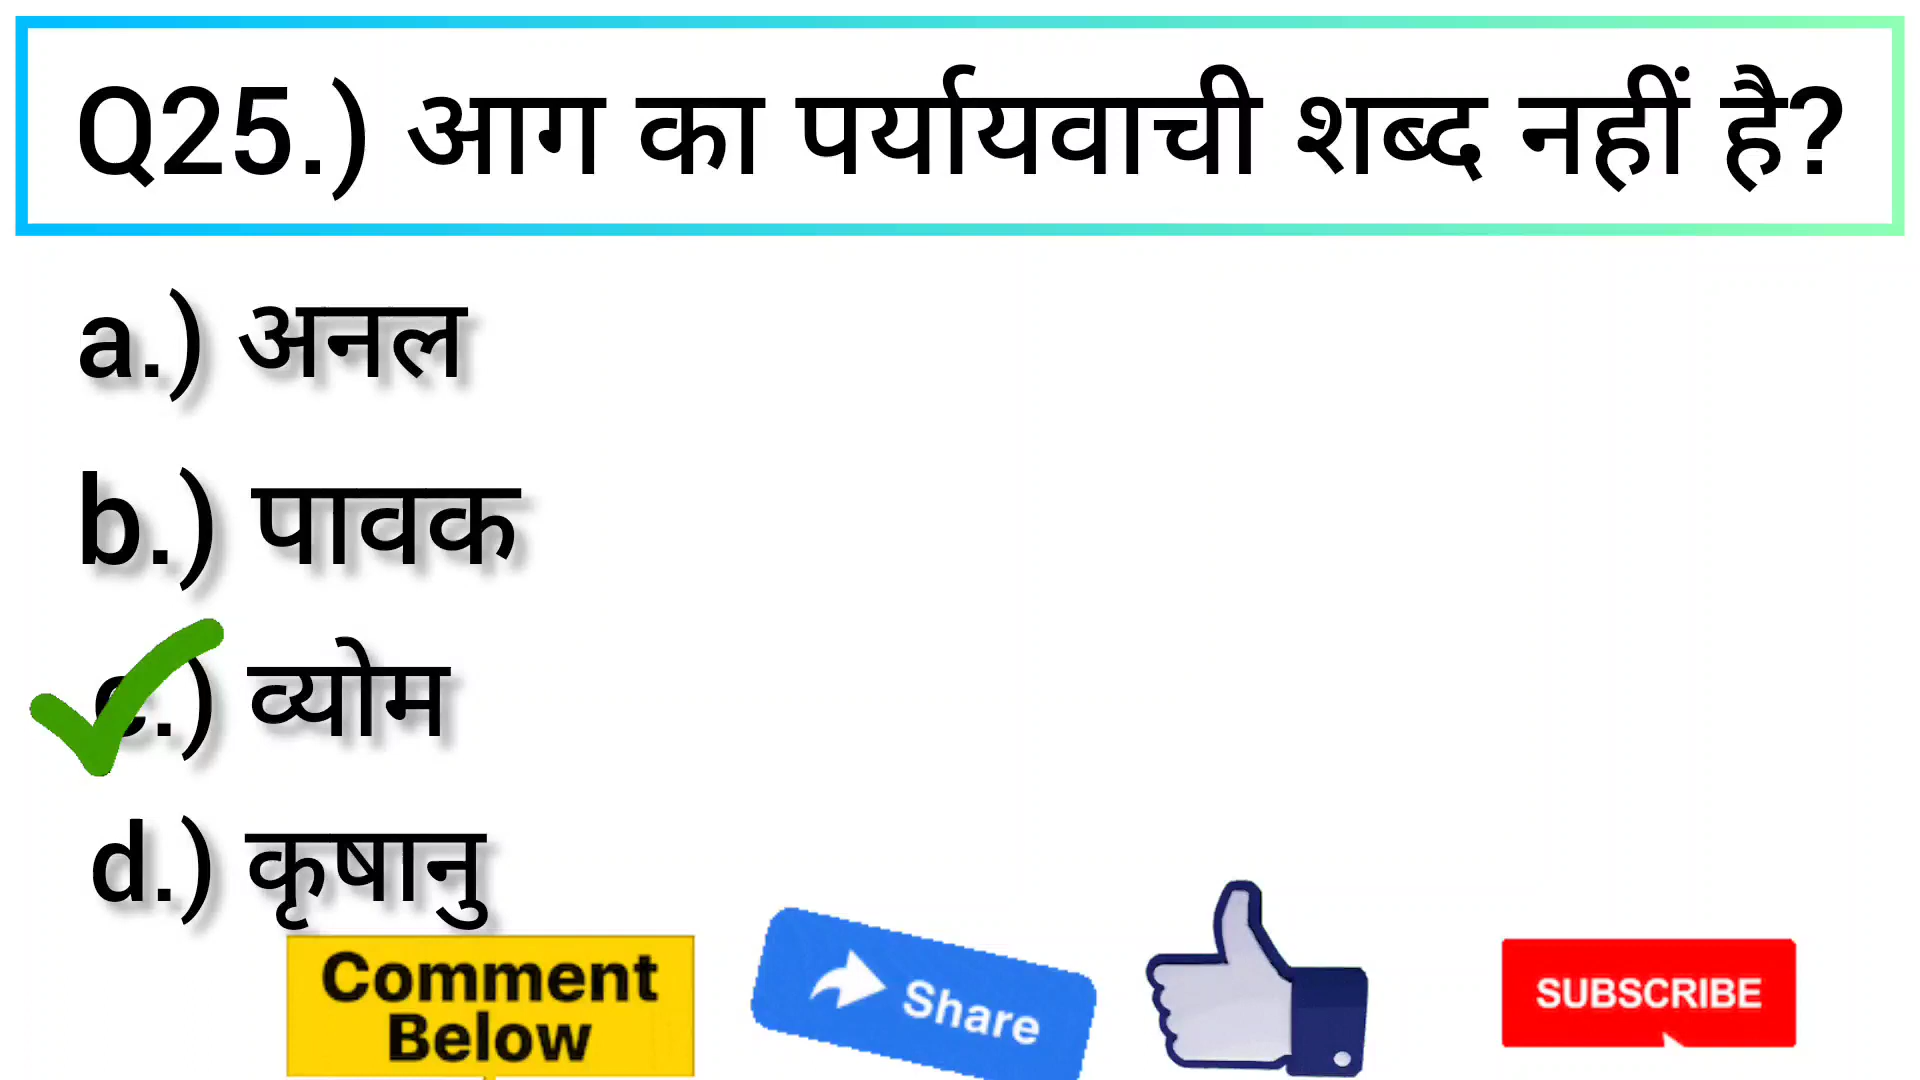 Q25.) आग का पर्यायवाची शब्द नहीं है?
a.) अनल
b.) पावक
c.) व्योम
d.) कृषानु
Comment
Below
Share
SUBSCRIBE